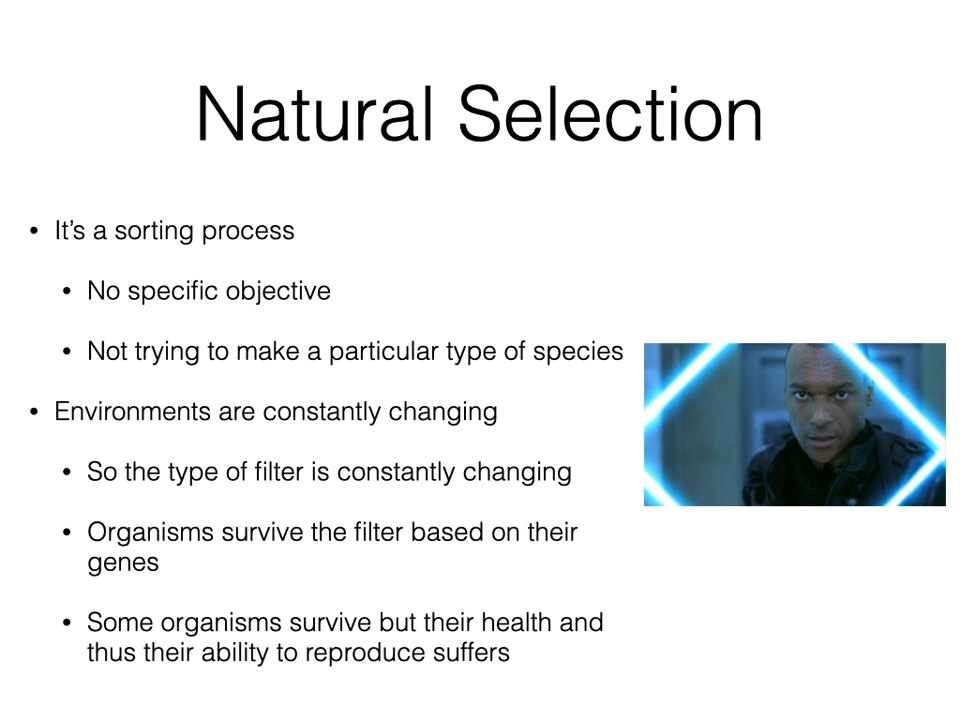 Natural Selection
• It’s a sorting process
• No specific objective
• Not trying to make a particular type of species
• Environments are constantly changing
• So the type of filter is constantly changing
• Organisms survive the filter based on their
genes
• Some organisms survive but their health and
thus their ability to reproduce suffers